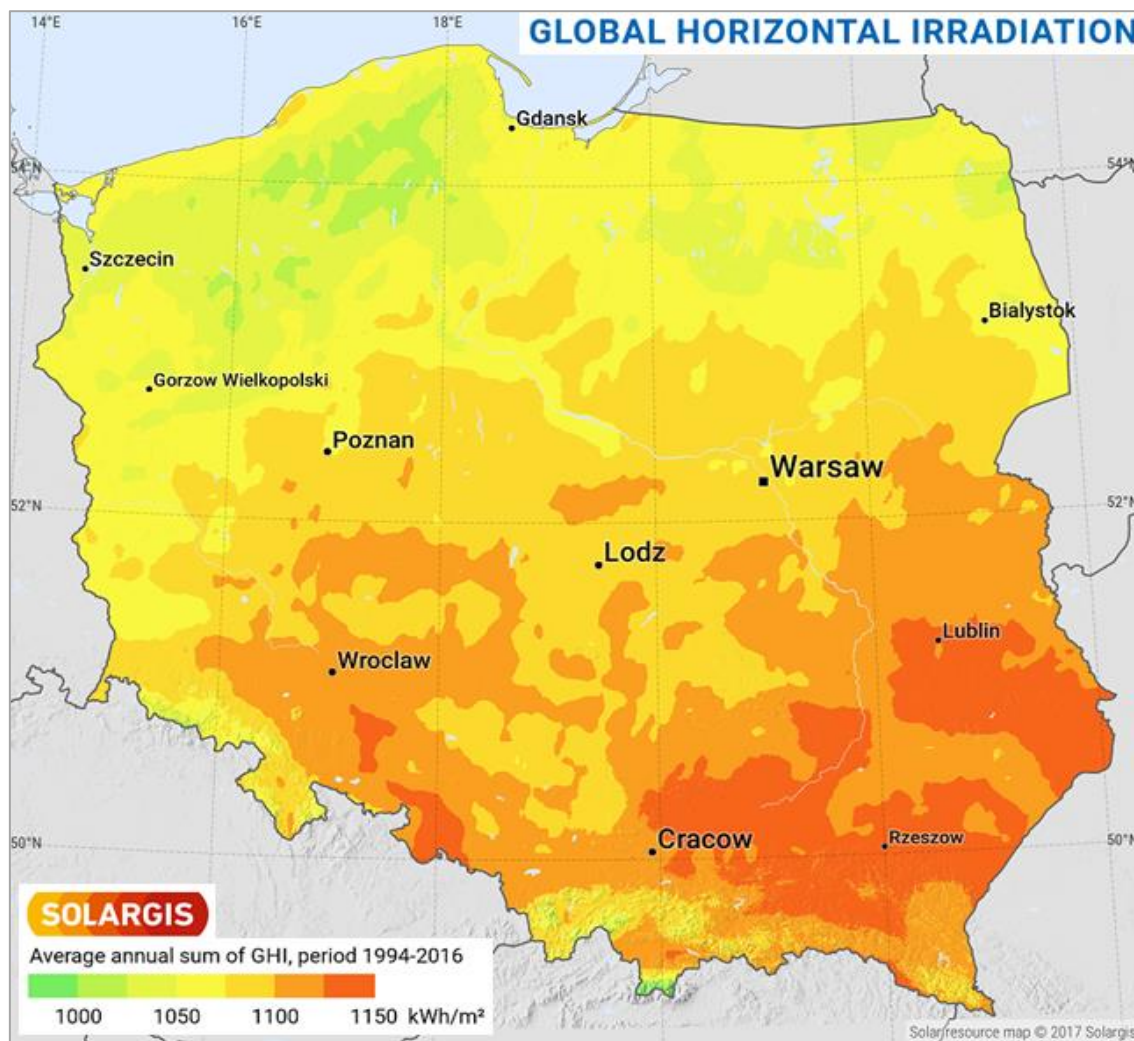 14°E 16°E 18°E
GLOBAL HORIZONTAL IRRADIATION
Gdansk
54°N 54°N
Szczecin
Bialystok
Gorzow Wielkopolski
Poznan
Warsaw
52°N 52°N
Lodz
Lublin
Wroclaw
50°N 50°N
Cracow
Rzeszow
SOLARGIS
Average annual sum of GHI, period 1994-2016
1000 1050 1100 1150 kWh/m²
Solar resource map © 2017 Solargis